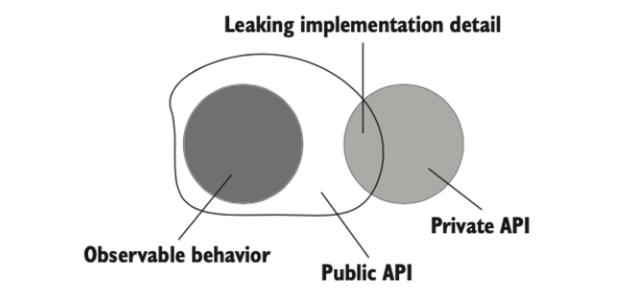 Leaking implementation detail
Private API
Observable behavior
Public API